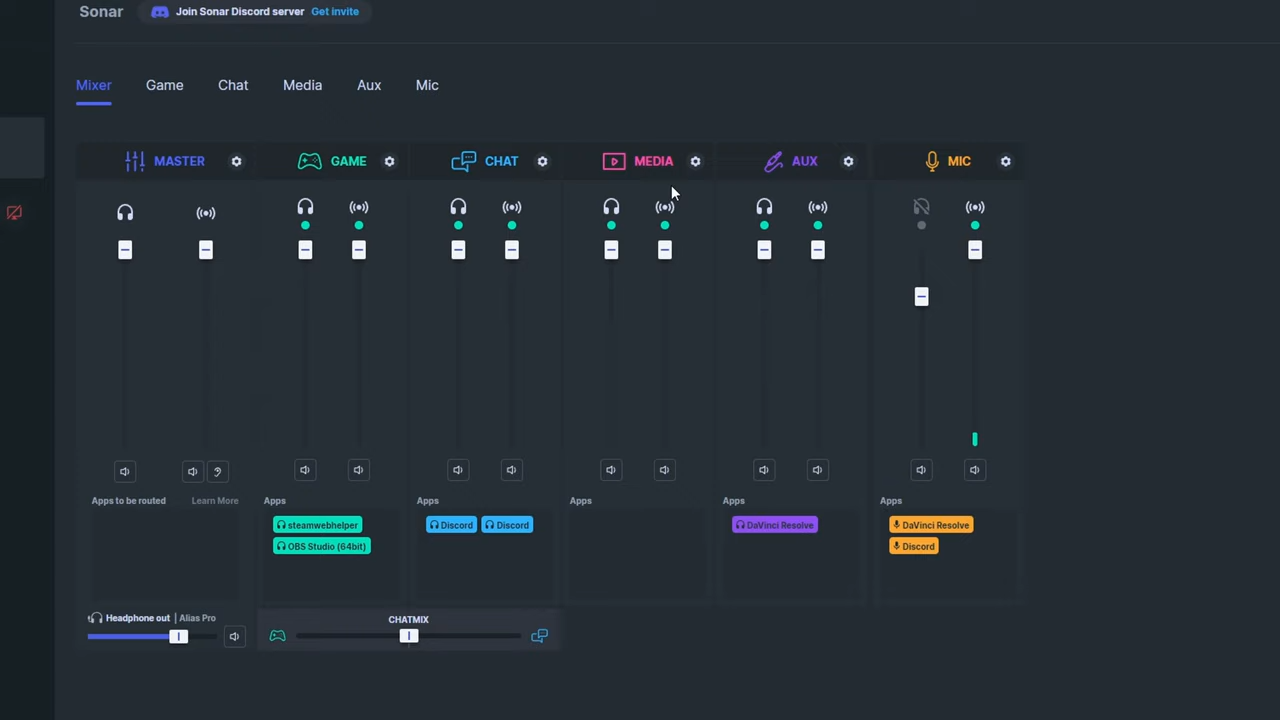 Sonar Join Sonar Discord server Get invite
Mixer Game Chat Media Aux Mic
MASTER GAME CHAT MEDIA AUX MIC
Apps to be routed Learn More Apps Apps Apps Apps Apps
steamwebhelper Discord Discord DaVinci Resolve DaVinci Resolve
OBS Studio (64bit) Discord
Headphone out | Alias Pro CHATMIX